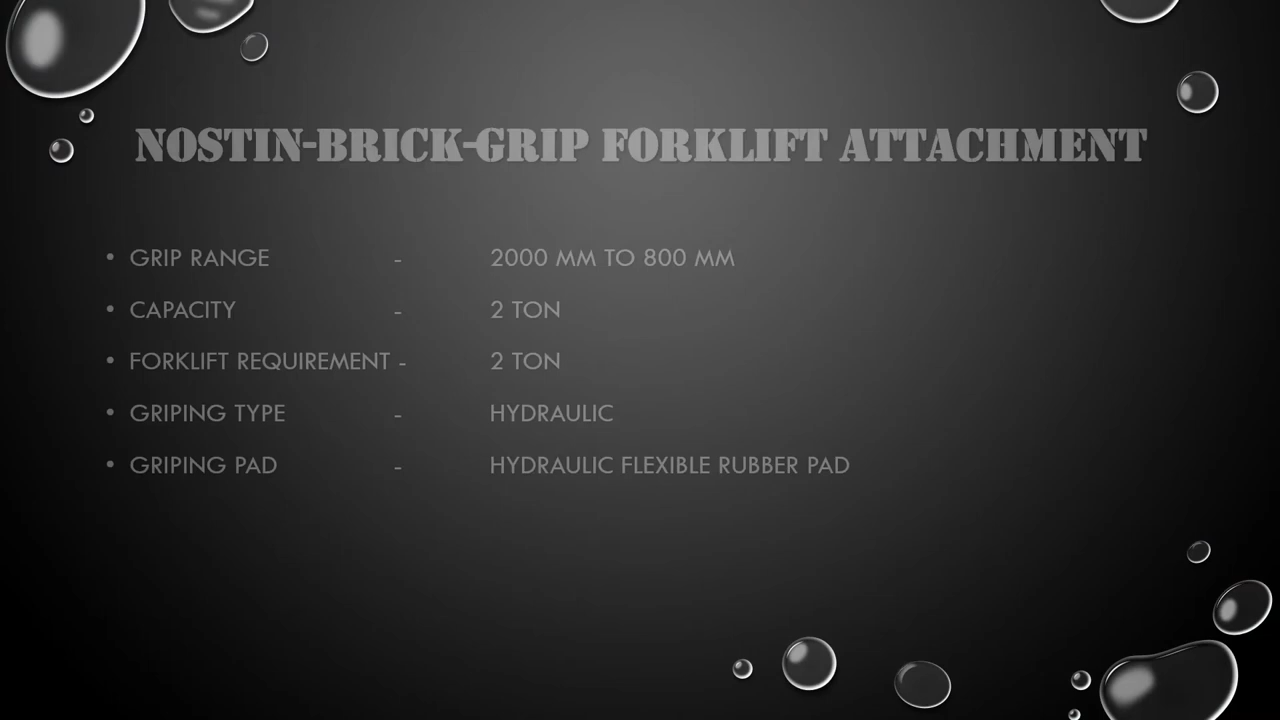 NOSTIN-BRICK-GRIP FORKLIFT ATTACHMENT
• GRIP RANGE - 2000 MM TO 800 MM
• CAPACITY - 2 TON
• FORKLIFT REQUIREMENT - 2 TON
• GRIPING TYPE - HYDRAULIC
• GRIPING PAD - HYDRAULIC FLEXIBLE RUBBER PAD